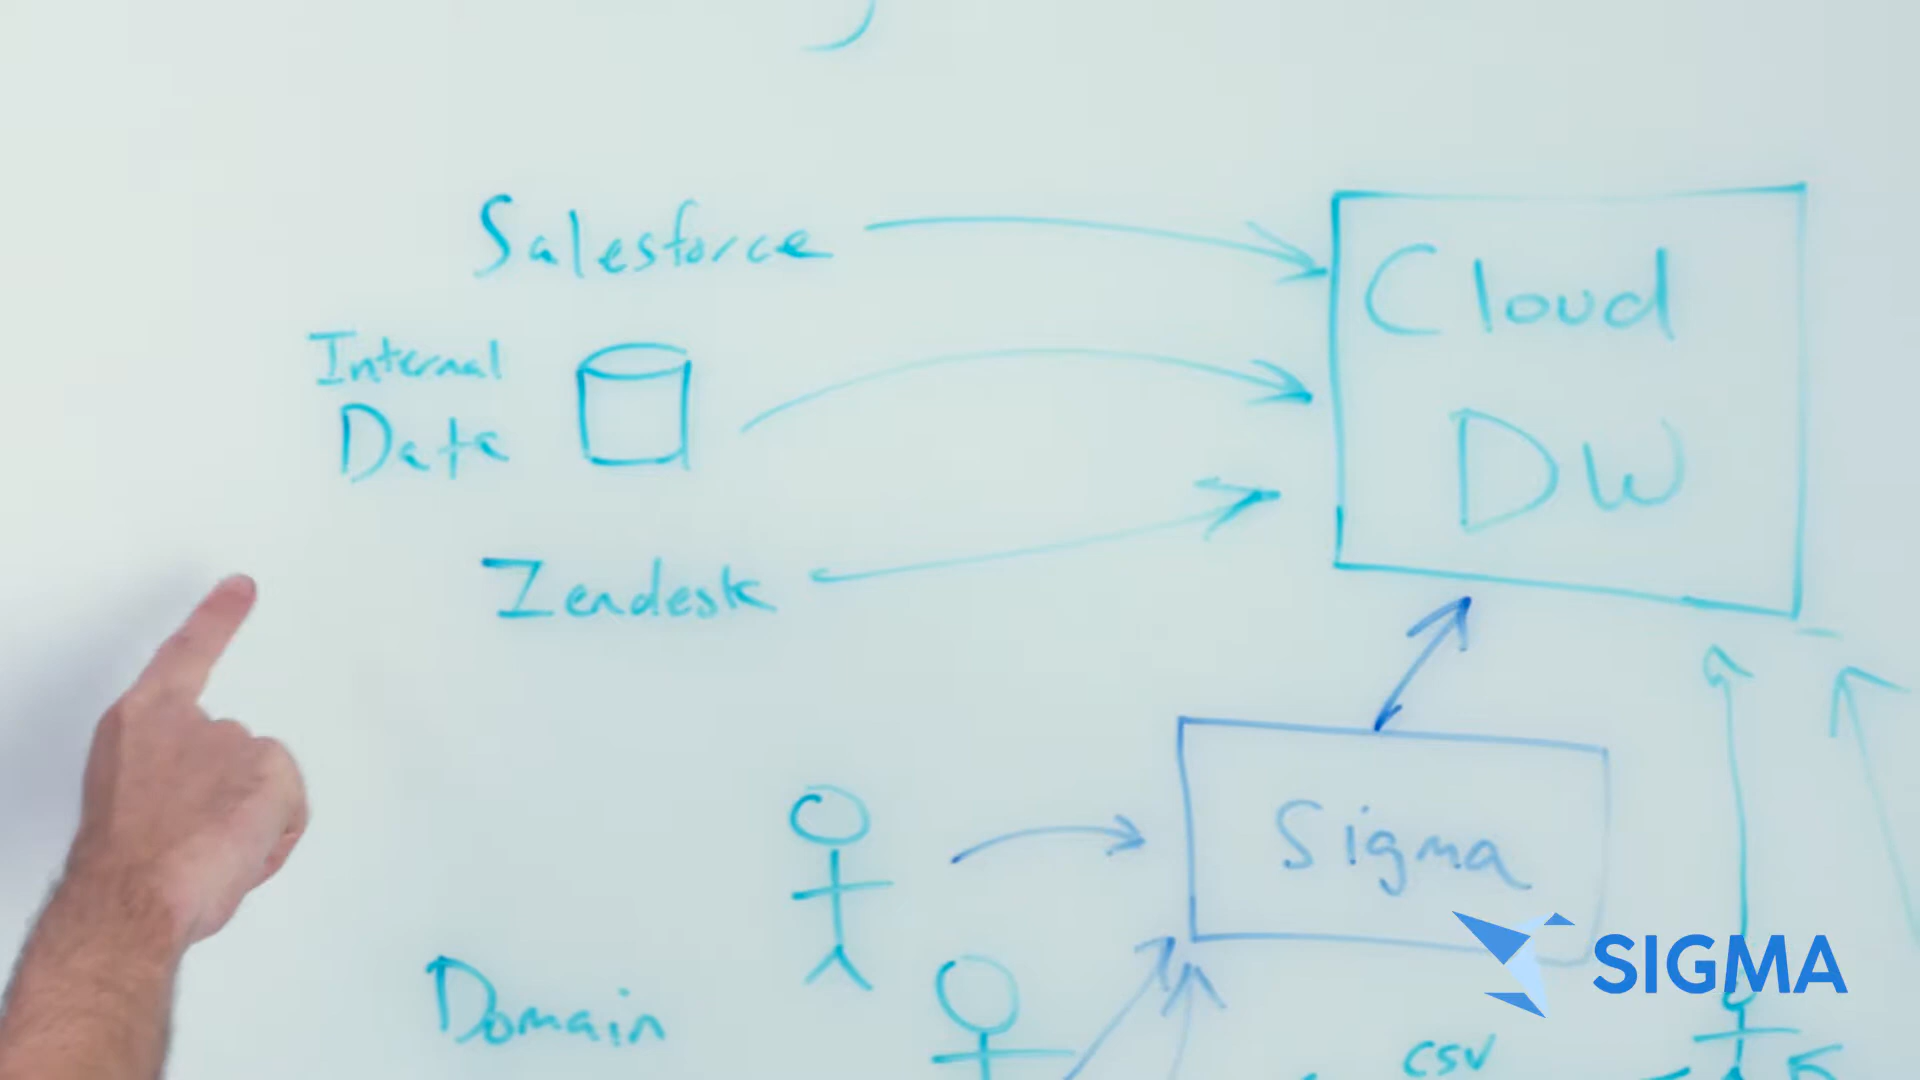 Salesforce
Internal
Data
Zendesk
Cloud
DW
Sigma
SIGMA
Domain
CSV